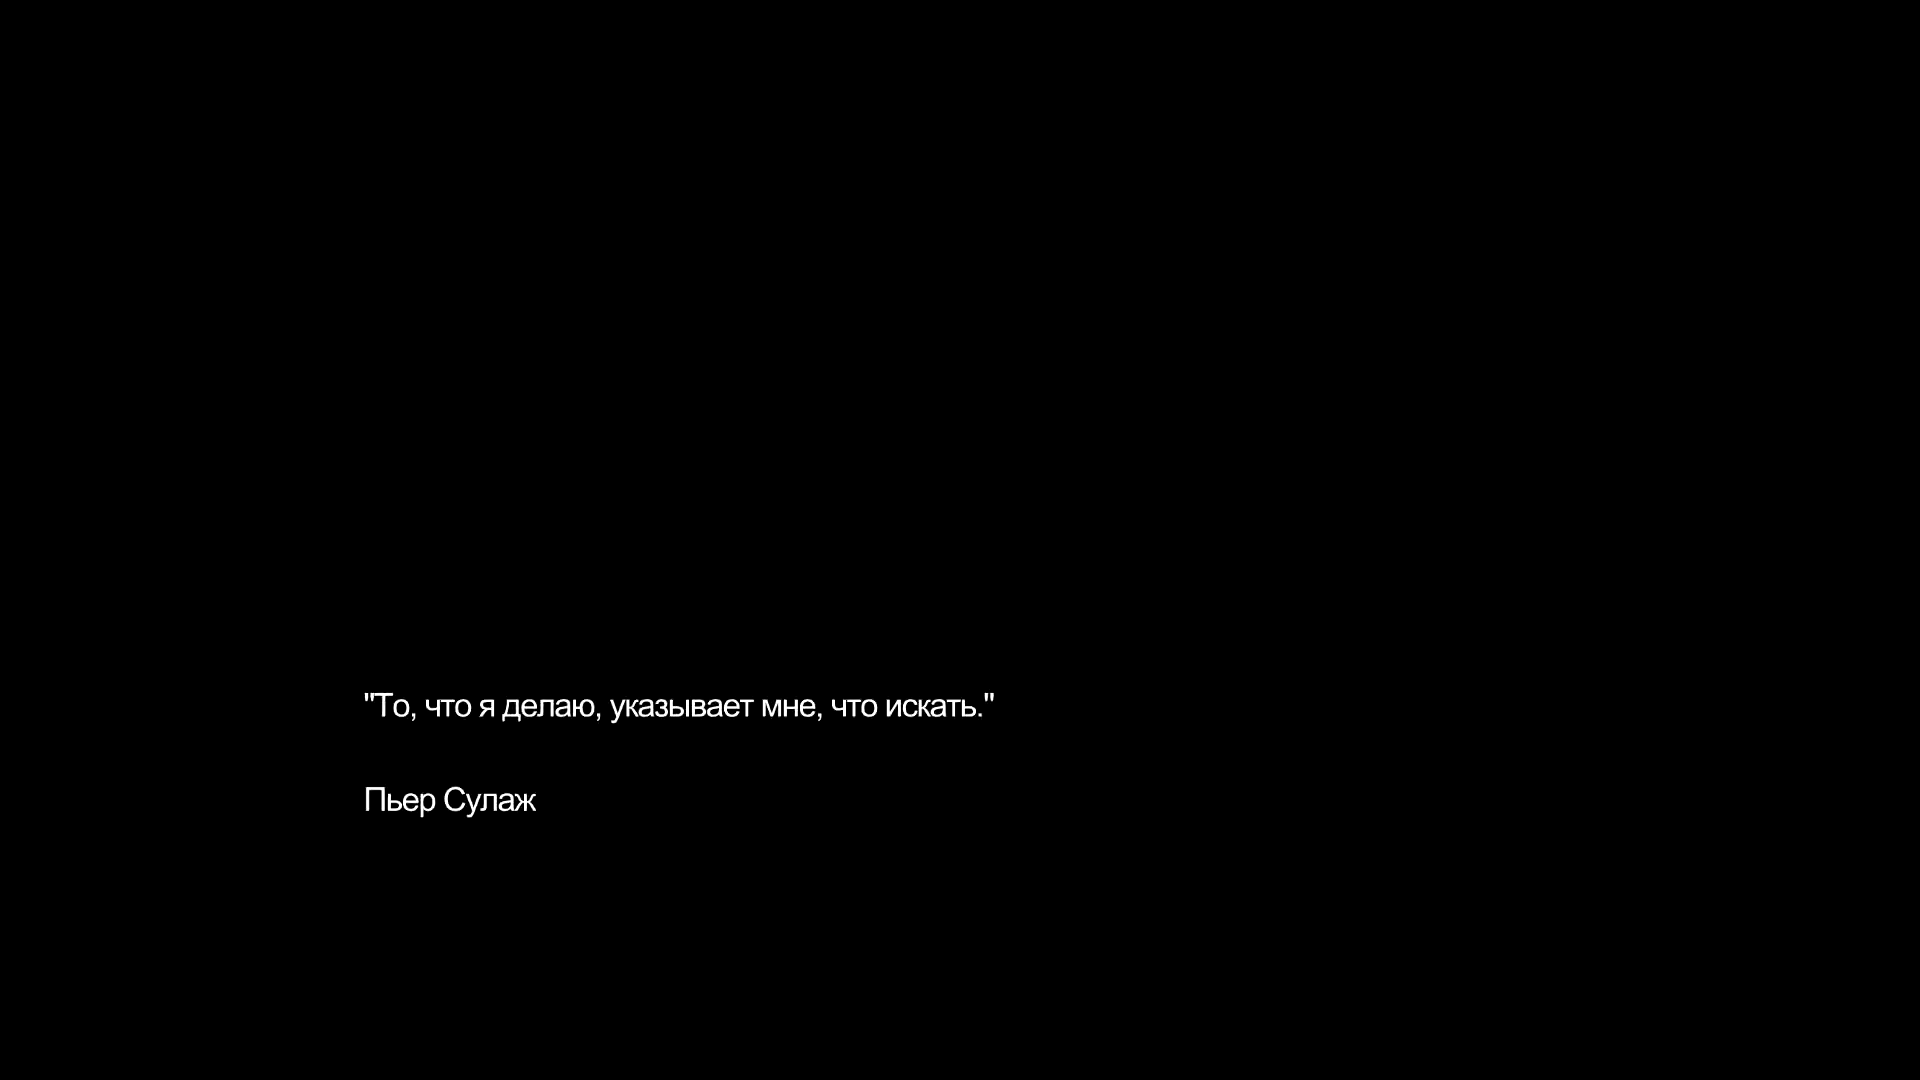 "То, что я делаю, указывает мне, что искать."
Пьер Сулаж